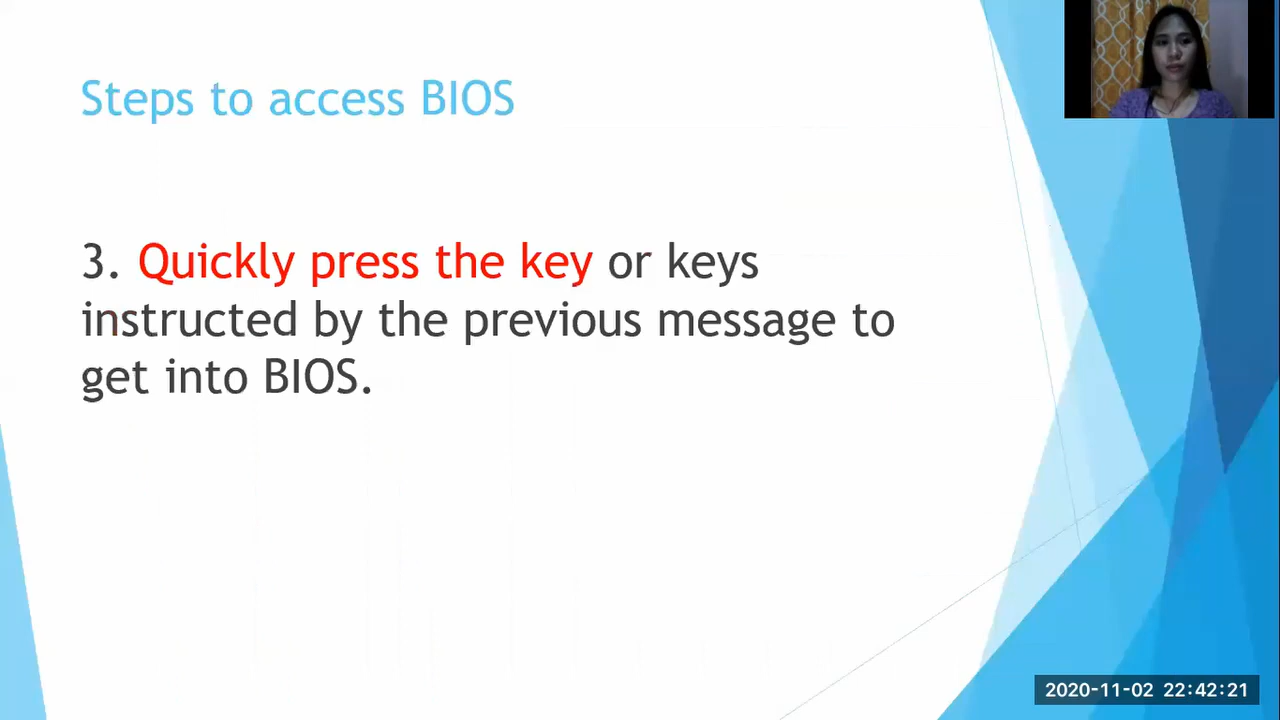 Steps to access BIOS
3. Quickly press the key or keys
instructed by the previous message to
get into BIOS.
2020-11-02 22:42:21